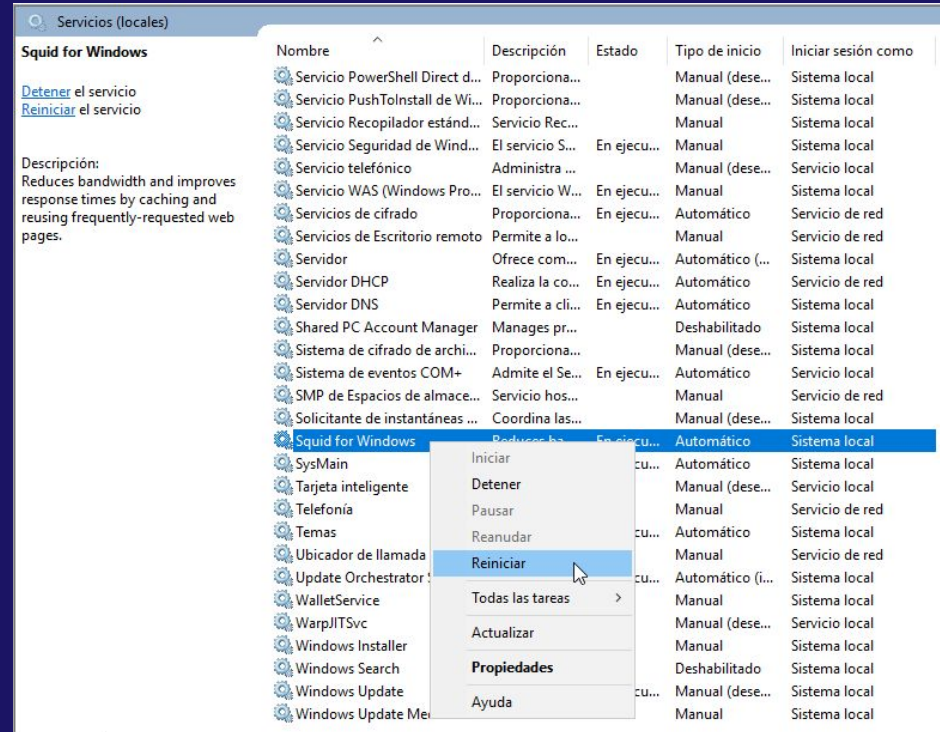 Servicios (locales)
Squid for Windows
Detener el servicio
Reiniciar el servicio
Descripción:
Reduces bandwidth and improves
response times by caching and
reusing frequently-requested web
pages.
Nombre Descripción Estado Tipo de inicio Iniciar sesión como
Servicio PowerShell Direct d... Proporciona... Manual (dese... Sistema local
Servicio PushToInstall de Wi... Proporciona... Manual (dese... Sistema local
Servicio Recopilador estánd... Servicio Rec... Manual Sistema local
Servicio Seguridad de Wind... El servicio S... En ejecu... Manual Sistema local
Servicio telefónico Administra ... Manual (dese... Servicio local
Servicio WAS (Windows Pro... El servicio W... En ejecu... Manual Sistema local
Servicios de cifrado Proporciona... En ejecu... Automático Servicio de red
Servicios de Escritorio remoto Permite a lo... Manual Servicio de red
Servidor Ofrece com... En ejecu... Automático (... Sistema local
Servidor DHCP Realiza la co... En ejecu... Automático Servicio de red
Servidor DNS Permite a cli... En ejecu... Automático Sistema local
Shared PC Account Manager Manages pr... Deshabilitado Sistema local
Sistema de cifrado de archi... Proporciona... Manual (dese... Sistema local
Sistema de eventos COM+ Admite el Se... En ejecu... Automático Servicio local
SMP de Espacios de almace... Servicio hos... Manual Servicio de red
Solicitante de instantáneas ... Coordina las... Manual (dese... Sistema local
Squid for Windows Reduces ba... En ejecu... Automático Sistema local
SysMain cu... Automático Sistema local
Tarjeta inteligente Manual (dese... Servicio local
Telefonía Manual Servicio de red
Temas cu... Automático Sistema local
Ubicador de llamada Manual Servicio de red
Update Orchestrator cu... Automático (i... Sistema local
WalletService Manual Sistema local
WarpJITSvc Manual (dese... Servicio local
Windows Installer Manual Sistema local
Windows Search Deshabilitado Sistema local
Windows Update cu... Manual (dese... Sistema local
Windows Update Me Manual Sistema local
Iniciar
Detener
Pausar
Reanudar
Reiniciar
Todas las tareas >
Actualizar
Propiedades
Ayuda